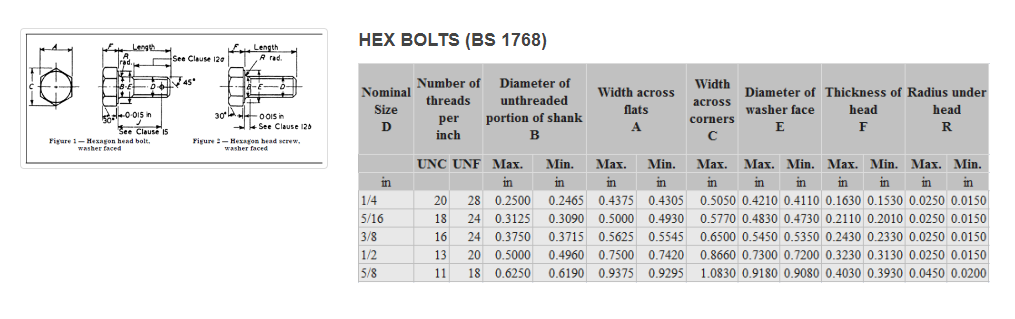 A
F
Length
See Clause 12a
R
rad.
45°
C
B
E
D
30°
0·015 in
See Clause 15
Figure 1 — Hexagon head bolt,
washer faced
F
Length
R rad.
B
E
D
30°
0·015 in
See Clause 12b
Figure 2 — Hexagon head screw,
washer faced
HEX BOLTS (BS 1768)
Nominal Size D
Number of threads per inch
Diameter of unthreaded portion of shank B
Width across flats A
Width across corners C
Diameter of washer face E
Thickness of head F
Radius under head R
UNC UNF Max. Min. Max. Min. Max. Max. Min. Max. Min. Max. Min.
in in in in in in in in in in in in
1/4 20 28 0.2500 0.2465 0.4375 0.4305 0.5050 0.4210 0.4110 0.1630 0.1530 0.0250 0.0150
5/16 18 24 0.3125 0.3090 0.5000 0.4930 0.5770 0.4830 0.4730 0.2110 0.2010 0.0250 0.0150
3/8 16 24 0.3750 0.3715 0.5625 0.5545 0.6500 0.5450 0.5350 0.2430 0.2330 0.0250 0.0150
1/2 13 20 0.5000 0.4960 0.7500 0.7420 0.8660 0.7300 0.7200 0.3230 0.3130 0.0250 0.0150
5/8 11 18 0.6250 0.6190 0.9375 0.9295 1.0830 0.9180 0.9080 0.4030 0.3930 0.0450 0.0200